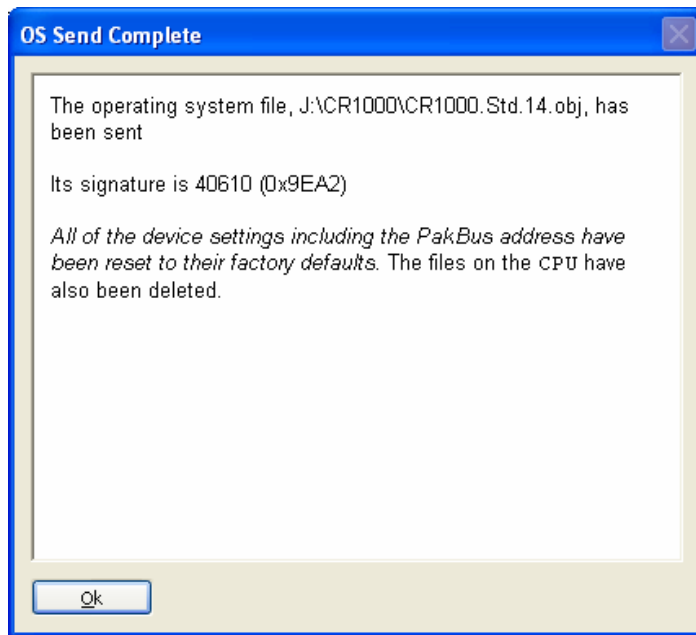 OS Send Complete
The operating system file, J:\CR1000\CR1000.Std.14.obj, has
been sent
Its signature is 40610 (0x9EA2)
All of the device settings including the PakBus address have
been reset to their factory defaults. The files on the CPU have
also been deleted.
Ok